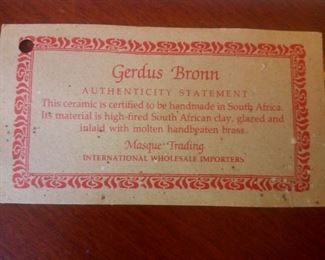 Gerdus Bronn
AUTHENTICITY STATEMENT
This ceramic is certified to be handmade in South Africa.
Its material is high-fired South African clay, glazed and
inlaid with molten handbeaten brass.
Masque Trading
INTERNATIONAL WHOLESALE IMPORTERS